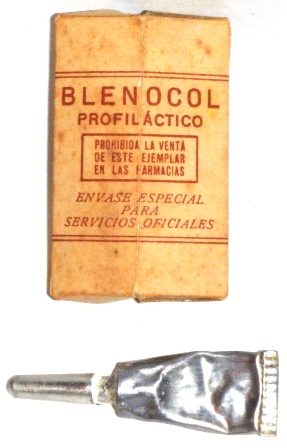 BLENOCOL
PROFILÁCTICO
PROHIBIDA LA VENTA
DE ESTE EJEMPLAR
EN LAS FARMACIAS
ENVASE ESPECIAL
PARA
SERVICIOS OFICIALES